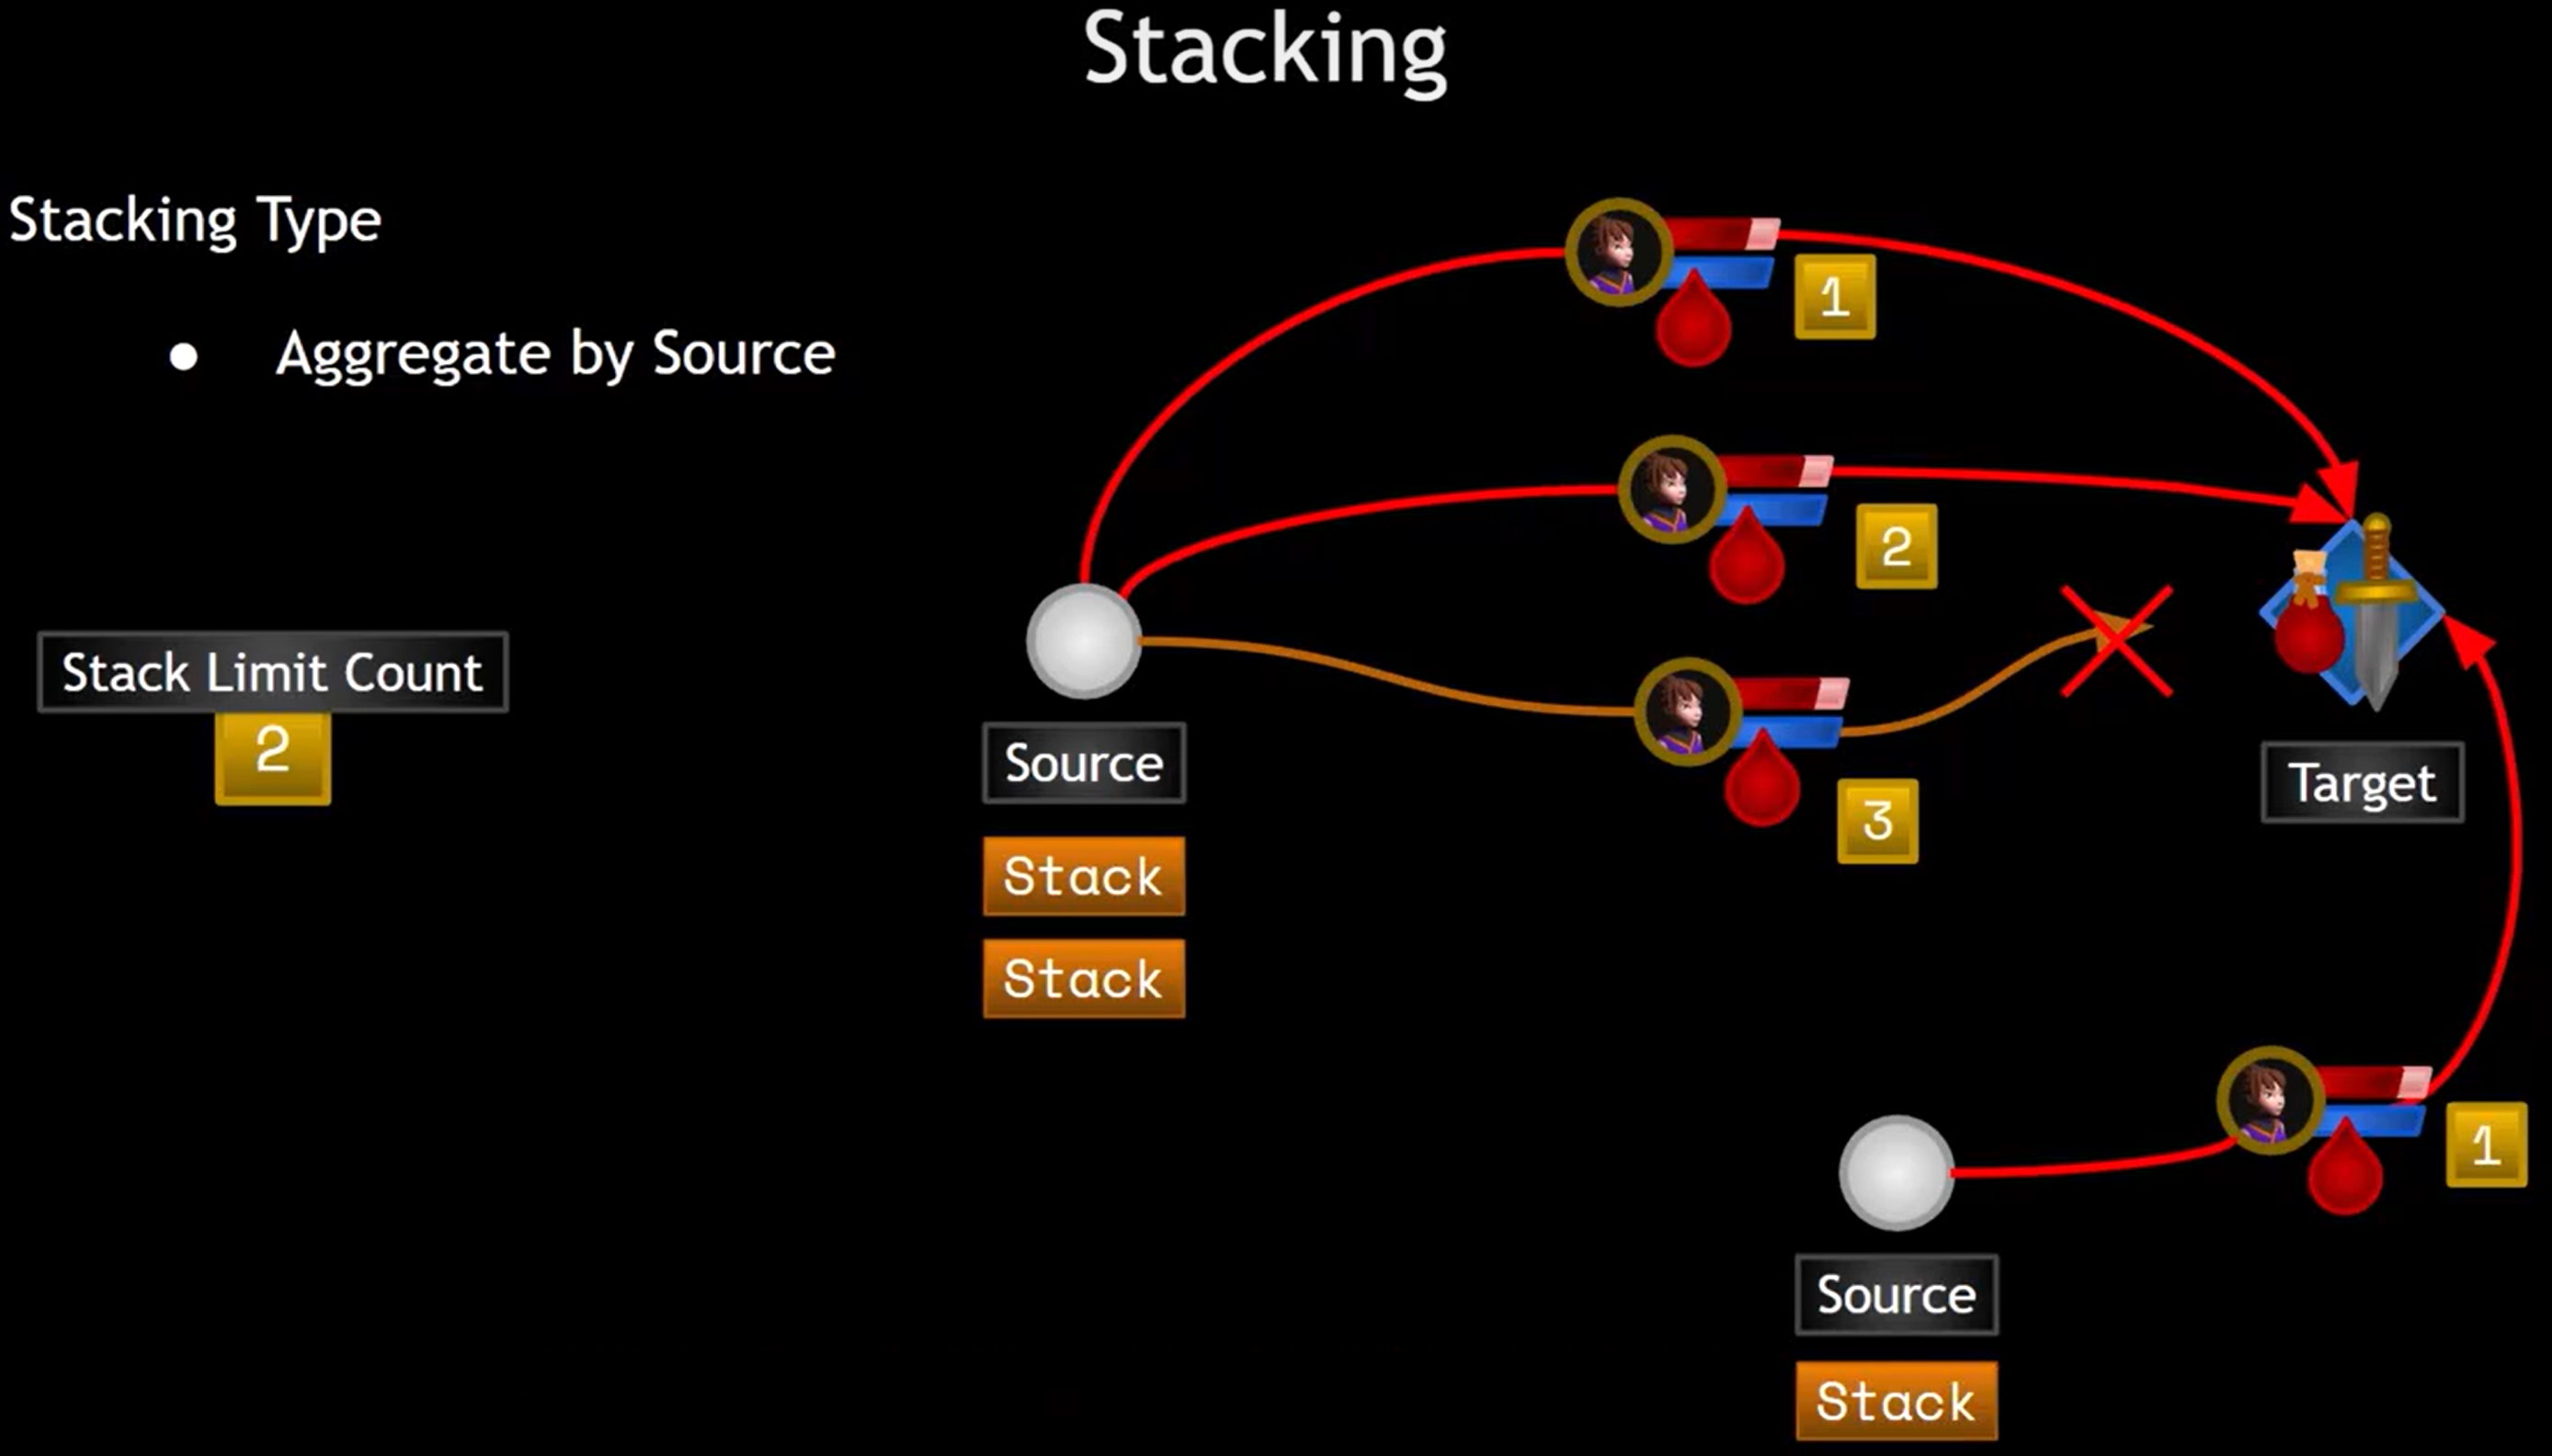 Stacking
Stacking Type
● Aggregate by Source
1
2
Stack Limit Count
2
Source
3
Target
Stack
Stack
1
Source
Stack